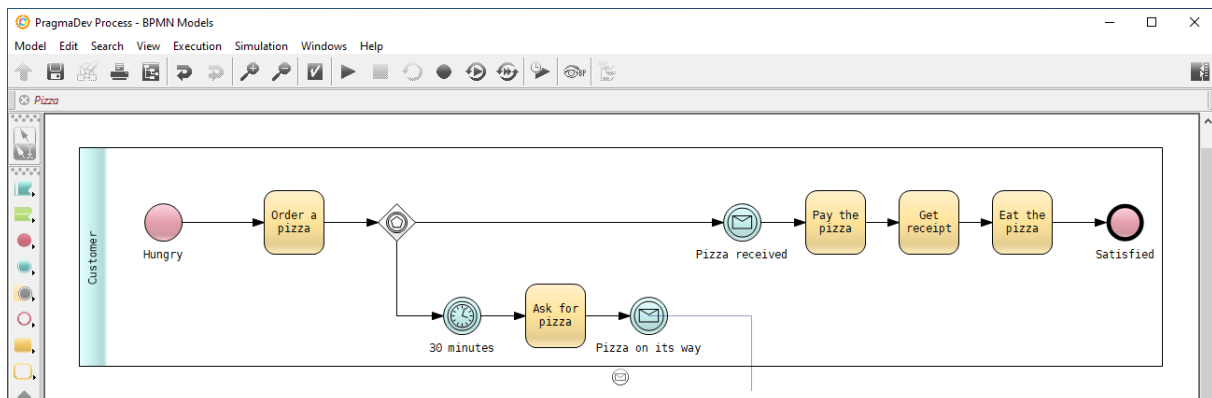 PragmaDev Process - BPMN Models
Model Edit Search View Execution Simulation Windows Help
BP
Pizza
Customer
Hungry
Order a
pizza
Pizza received
Pay the
pizza
Get
receipt
Eat the
pizza
Satisfied
30 minutes
Ask for
pizza
Pizza on its way